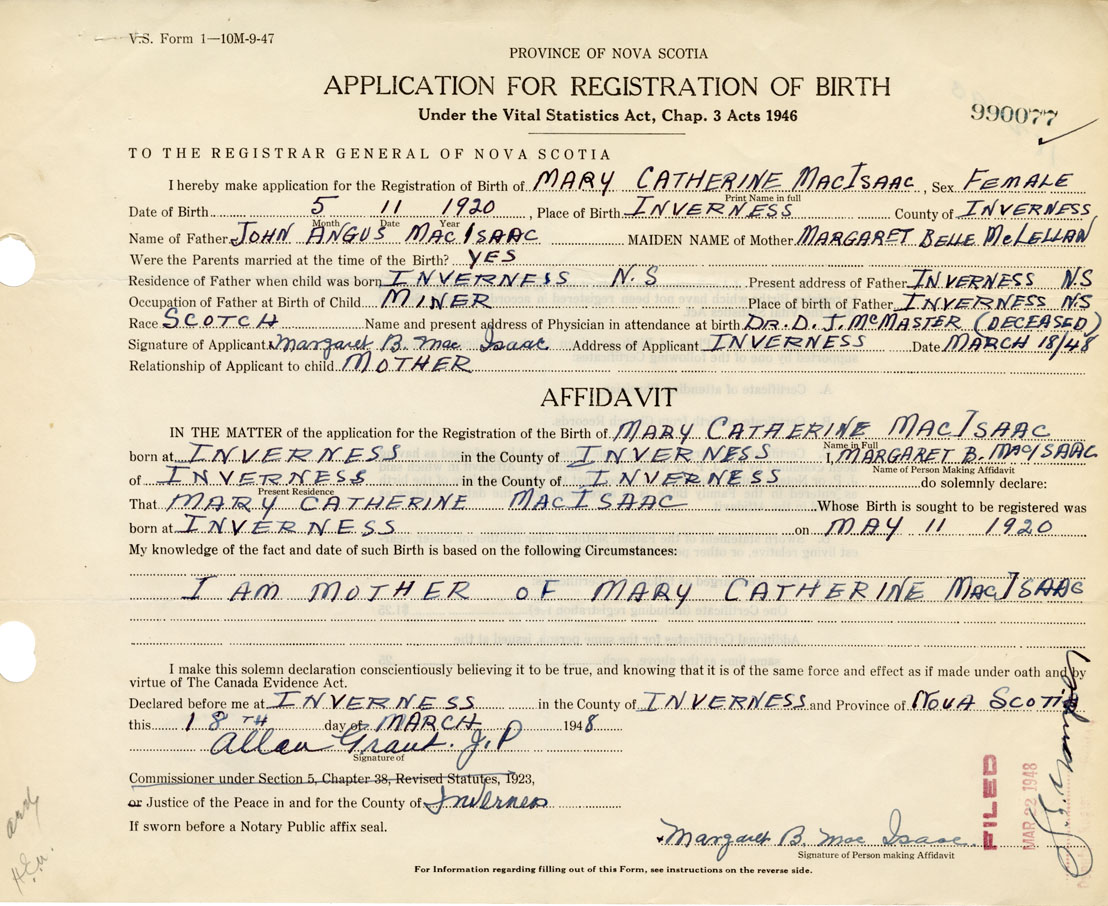 V.S. Form 1—10M-9-47
PROVINCE OF NOVA SCOTIA
APPLICATION FOR REGISTRATION OF BIRTH
Under the Vital Statistics Act, Chap. 3 Acts 1946
990077
TO THE REGISTRAR GENERAL OF NOVA SCOTIA
I hereby make application for the Registration of Birth of MARY CATHERINE MacISAAC, Sex FEMALE
Print Name in full
Date of Birth 5 11 1920, Place of Birth INVERNESS County of INVERNESS
Month Date Year
Name of Father JOHN ANGUS MacISAAC MAIDEN NAME of Mother MARGARET BELLE McLELLAN
Were the Parents married at the time of the Birth? YES
Residence of Father when child was born INVERNESS N.S Present address of Father INVERNESS N.S
Occupation of Father at Birth of Child MINER Place of birth of Father INVERNESS N.S
Race SCOTCH Name and present address of Physician in attendance at birth DR. D. J. McMASTER (DECEASED)
Signature of Applicant Margaret B. Mac Isaac Address of Applicant INVERNESS Date MARCH 18/48
Relationship of Applicant to child MOTHER
AFFIDAVIT
IN THE MATTER of the application for the Registration of the Birth of MARY CATHERINE MacISAAC
Name in Full
born at INVERNESS in the County of INVERNESS I, MARGARET B. MacISAAC
Name of Person Making Affidavit
of INVERNESS in the County of INVERNESS do solemnly declare:
Present Residence
That MARY CATHERINE MacISAAC Whose Birth is sought to be registered was
born at INVERNESS on MAY 11 1920
My knowledge of the fact and date of such Birth is based on the following Circumstances:
I AM MOTHER OF MARY CATHERINE MacISAAC
I make this solemn declaration conscientiously believing it to be true, and knowing that it is of the same force and effect as if made under oath and by
virtue of The Canada Evidence Act.
Declared before me at INVERNESS in the County of INVERNESS and Province of NOVA SCOTIA
this 18TH day of MARCH 1948
Allan Grant. J.P
Signature of
Commissioner under Section 5, Chapter 38, Revised Statutes, 1923,
or Justice of the Peace in and for the County of Inverness
If sworn before a Notary Public affix seal.
Margaret B. Mac Isaac
Signature of Person making Affidavit
For Information regarding filling out of this Form, see instructions on the reverse side.
FILED
MAR 22 1948